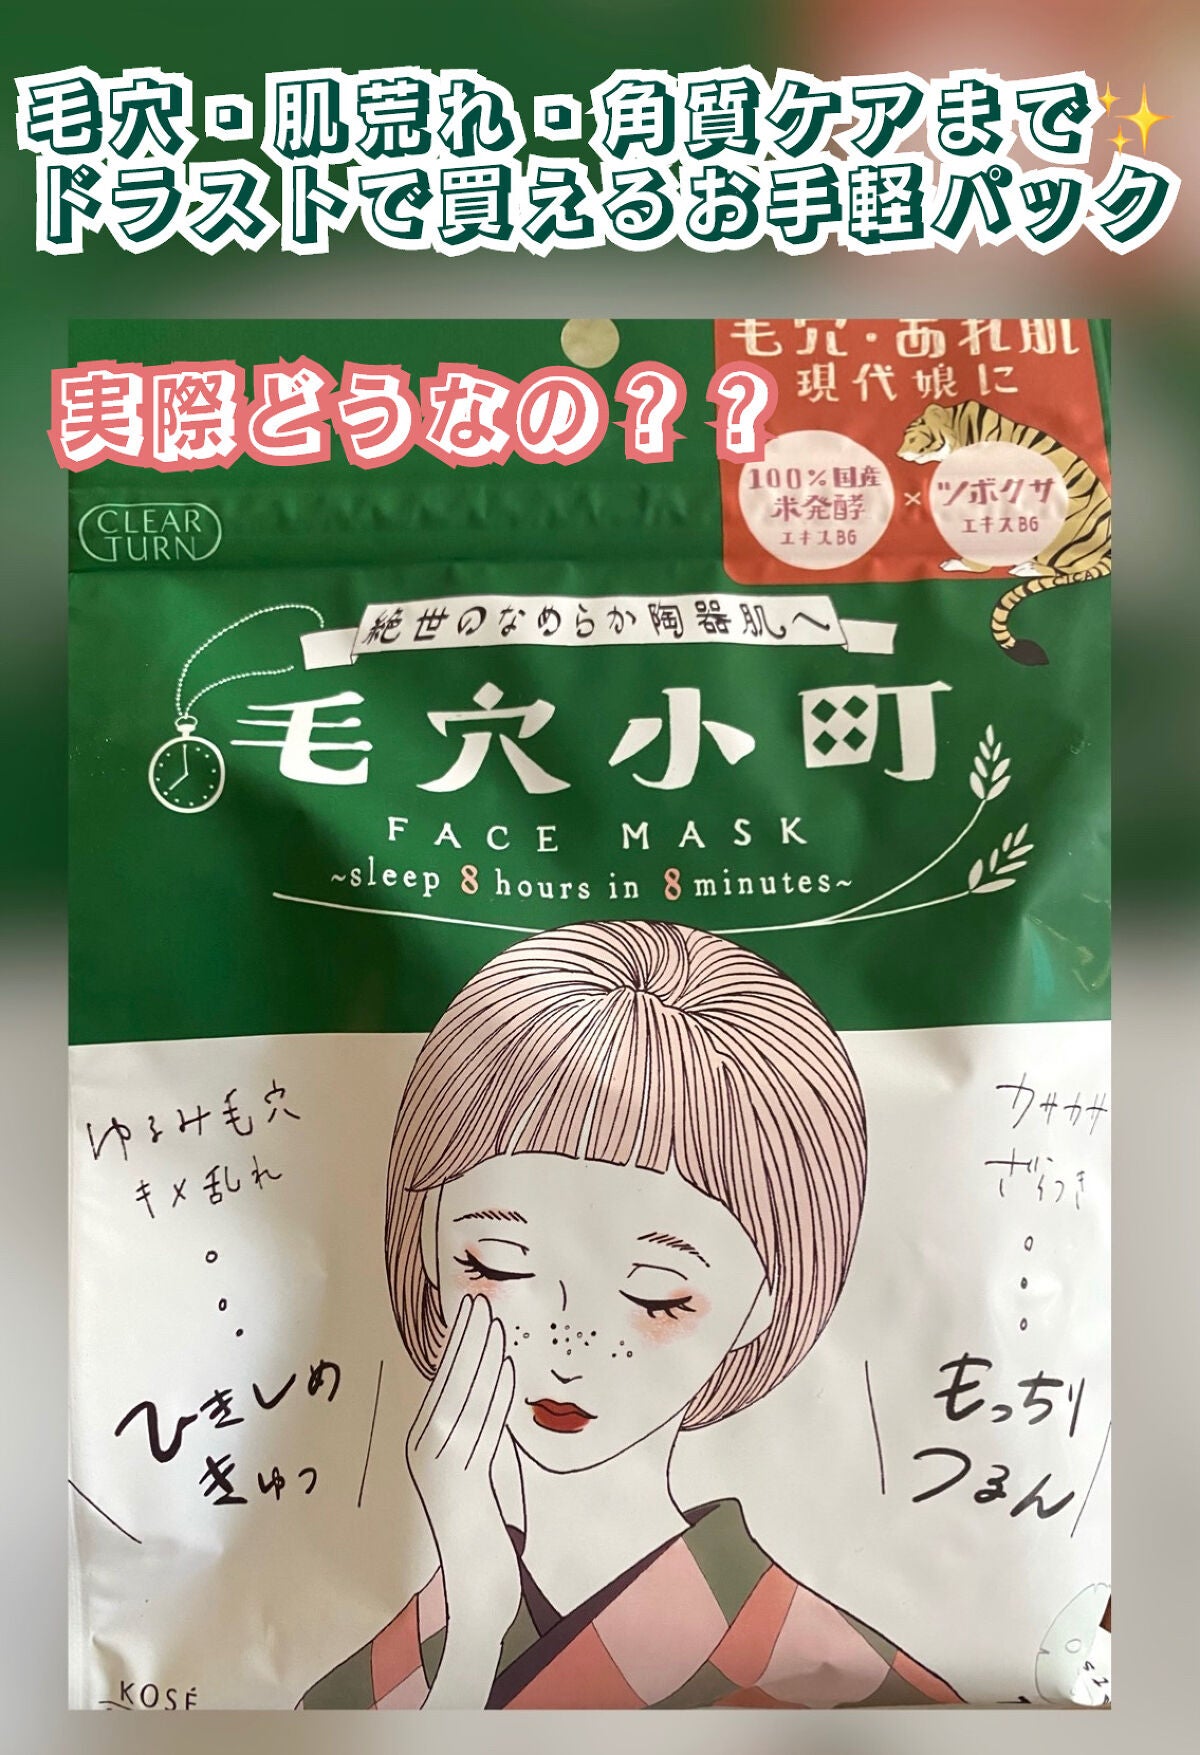 毛穴・肌荒れ・角質ケアまで✨
ドラストで買えるお手軽パック
実際どうなの？？
毛穴・あれ肌
現代娘に
100%国産
米発酵
エキスBG
×
ツボクサ
エキスBG
CICA
CLEAR
TURN
絶世のなめらか陶器肌へ
毛穴小町
FACE MASK
~sleep 8 hours in 8 minutes~
ゆるみ毛穴
キメ乱れ
ひきしめ
きゅっ
カサカサ
ざらつき
もっちり
つるん
KOSÉ